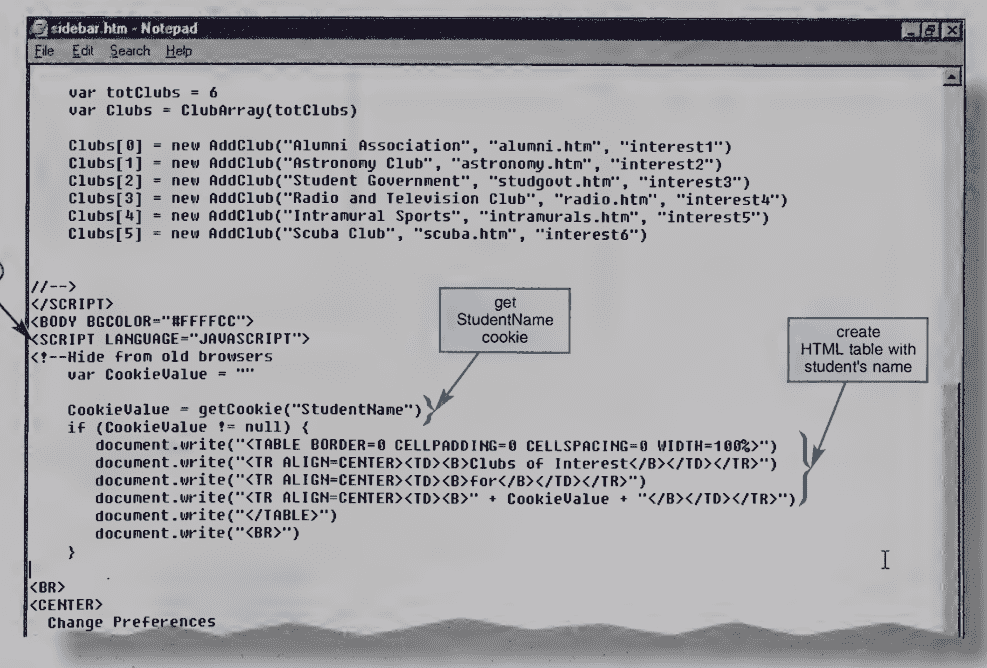 sidebar.htm - Notepad
File Edit Search Help
var totClubs = 6
var Clubs = ClubArray(totClubs)
Clubs[0] = new AddClub("Alumni Association", "alumni.htm", "interest1")
Clubs[1] = new AddClub("Astronomy Club", "astronomy.htm", "interest2")
Clubs[2] = new AddClub("Student Government", "studgovt.htm", "interest3")
Clubs[3] = new AddClub("Radio and Television Club", "radio.htm", "interest4")
Clubs[4] = new AddClub("Intramural Sports", "intramurals.htm", "interest5")
Clubs[5] = new AddClub("Scuba Club", "scuba.htm", "interest6")
//-->
</SCRIPT>
<BODY BGCOLOR="#FFFFCC">
<SCRIPT LANGUAGE="JAVASCRIPT">
<!--Hide from old browsers
var CookieValue = ""
get
StudentName
cookie
create
HTML table with
student's name
CookieValue = getCookie("StudentName")
if (CookieValue != null) {
document.write("<TABLE BORDER=0 CELLPADDING=0 CELLSPACING=0 WIDTH=100%>")
document.write("<TR ALIGN=CENTER><TD><B>Clubs of Interest</B></TD></TR>")
document.write("<TR ALIGN=CENTER><TD><B>for</B></TD></TR>")
document.write("<TR ALIGN=CENTER><TD><B>" + CookieValue + "</B></TD></TR>")
document.write("</TABLE>")
document.write("<BR>")
}
<BR>
<CENTER>
Change Preferences